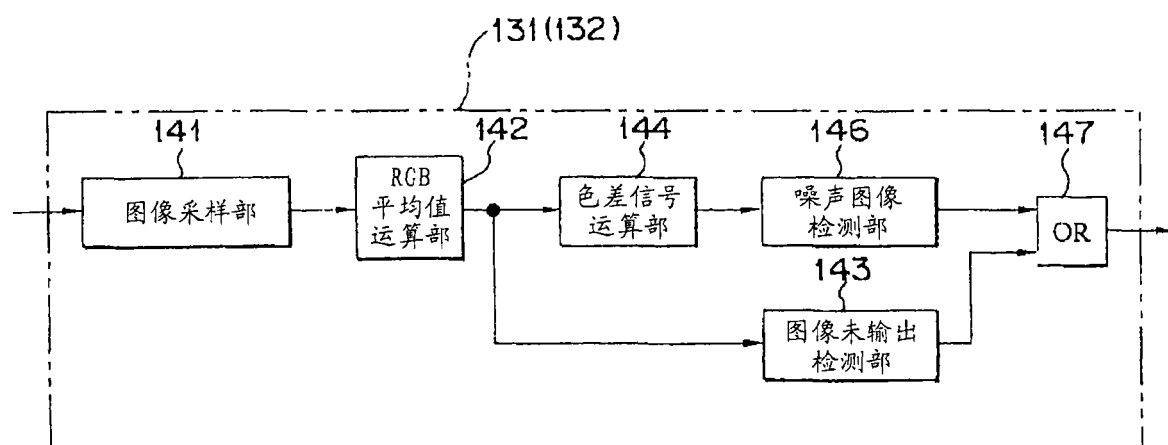 131(132)
141
142
144
146
147
图像采样部
RGB
平均值
运算部
色差信号
运算部
噪声图像
检测部
OR
143
图像未输出
检测部